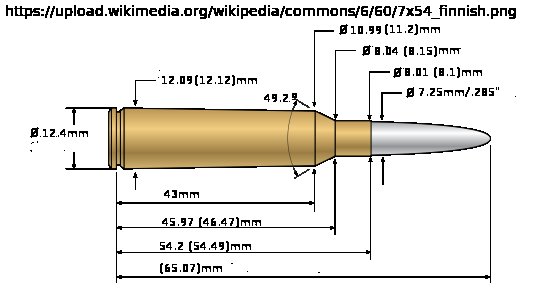 https://upload.wikimedia.org/wikipedia/commons/6/60/7x54_finnish.png
Ø 10.99 (11.2)mm
Ø 8.04 (8.15)mm
Ø 8.01 (8.1)mm
12.09(12.12)mm
Ø 7.25mm/.285"
49.2.9
Ø 12.4mm
43mm
45.97 (46.47)mm
54.2 (54.49)mm
(65.07)mm